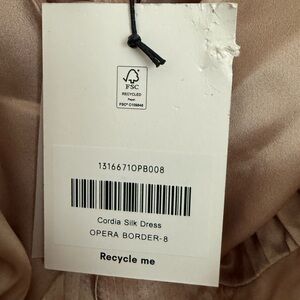 FSC
RECYCLED
Paper
1316671OPB008
Cordia Silk Dress
OPERA BORDER-8
Recycle me